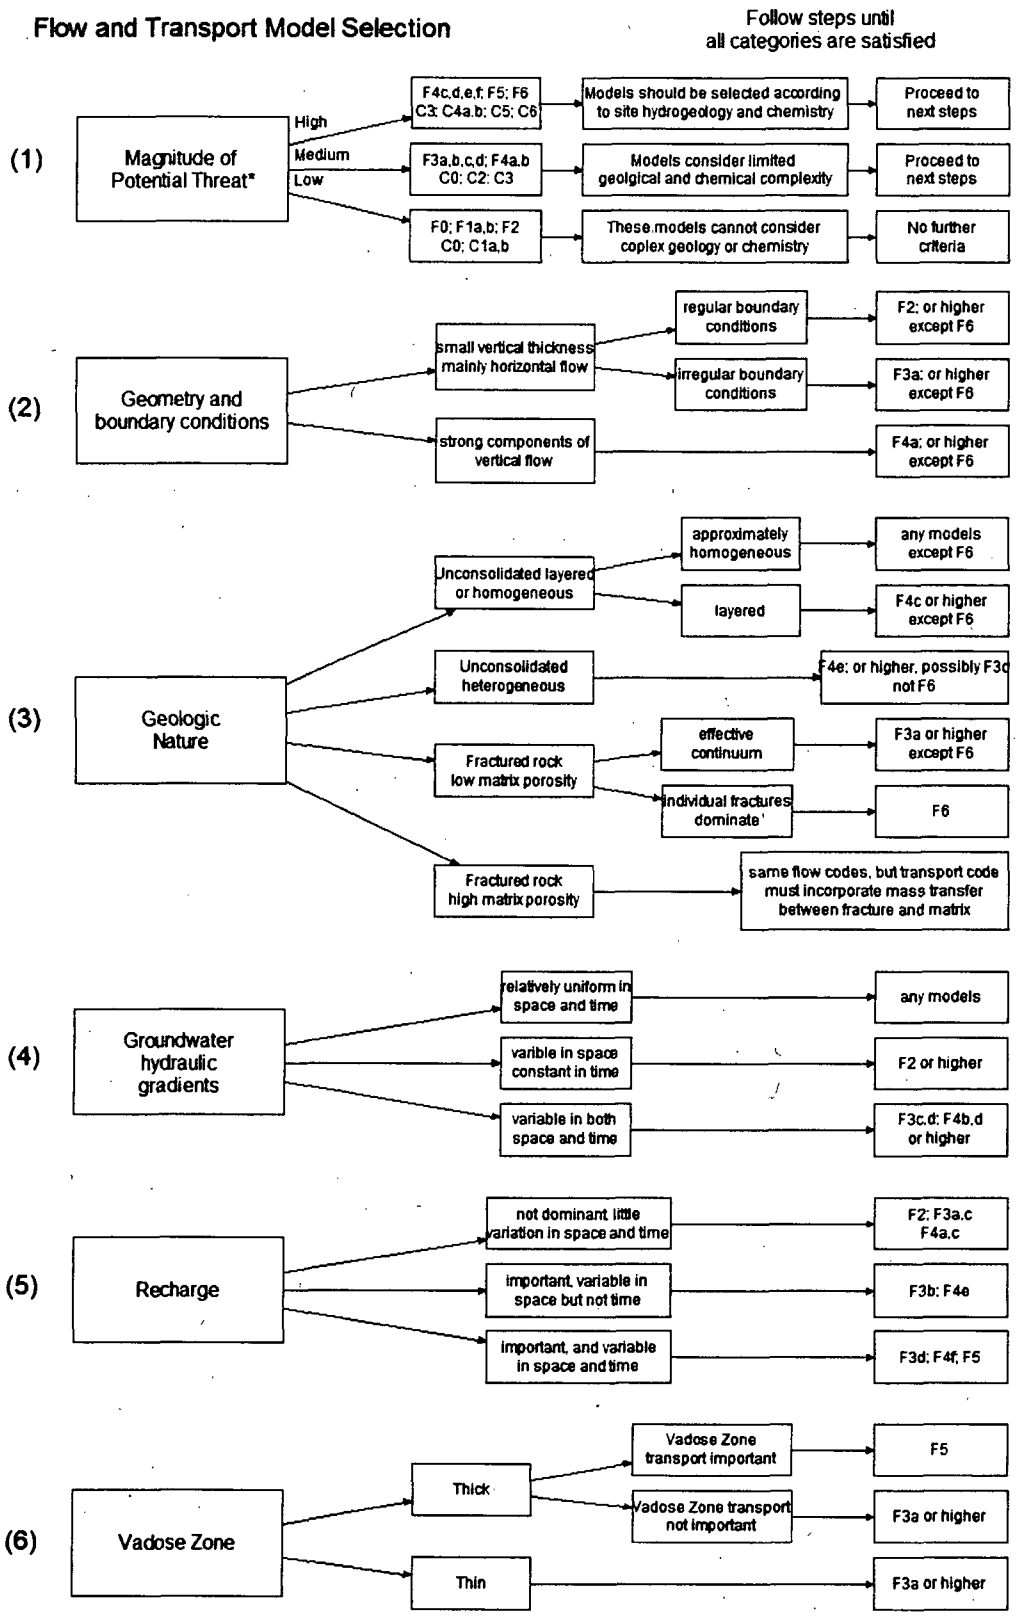 Flow and Transport Model Selection
Follow steps until
all categories are satisfied
(1)
Magnitude of
Potential Threat*
High
Medium
Low
F4c,d,e,f; F5; F6
C3; C4a.b; C5; C6
Models should be selected according
to site hydrogeology and chemistry
Proceed to
next steps
F3a,b,c,d; F4a.b
C0; C2; C3
Models consider limited
geolgical and chemical complexity
Proceed to
next steps
F0; F1a,b; F2
C0; C1a,b
These models cannot consider
coplex geology or chemistry
No further
criteria
(2)
Geometry and
boundary conditions
small vertical thickness
mainly horizontal flow
regular boundary
conditions
F2; or higher
except F6
irregular boundary
conditions
F3a; or higher
except F6
strong components of
vertical flow
F4a; or higher
except F6
(3)
Geologic
Nature
Unconsolidated layered
or homogeneous
approximately
homogeneous
any models
except F6
layered
F4c or higher
except F6
Unconsolidated
heterogeneous
F4e; or higher, possibly F3d
not F6
Fractured rock
low matrix porosity
effective
continuum
F3a or higher
except F6
individual fractures
dominate
F6
Fractured rock
high matrix porosity
same flow codes, but transport code
must incorporate mass transfer
between fracture and matrix
(4)
Groundwater
hydraulic
gradients
relatively uniform in
space and time
any models
varible in space
constant in time
F2 or higher
variable in both
space and time
F3c,d; F4b,d
or higher
(5)
Recharge
not dominant, little
variation in space and time
F2; F3a,c
F4a,c
important, variable in
space but not time
F3b; F4e
important, and variable
in space and time
F3d; F4f; F5
(6)
Vadose Zone
Thick
Vadose Zone
transport important
F5
Vadose Zone transport
not important
F3a or higher
Thin
F3a or higher